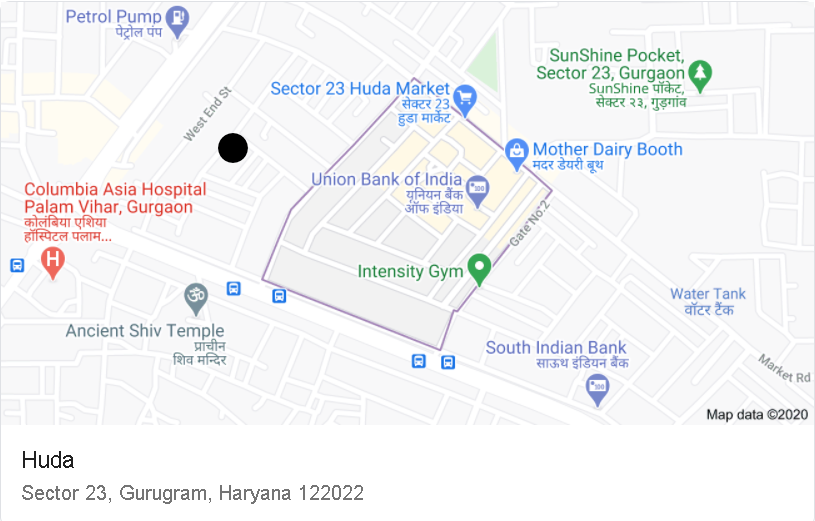 Petrol Pump
पेट्रोल पंप
SunShine Pocket,
Sector 23, Gurgaon
SunShine पॉकेट,
सेक्टर २३, गुड़गांव
Sector 23 Huda Market
सेक्टर 23
हुडा मार्केट
West End St
Mother Dairy Booth
मदर डेयरी बूथ
Union Bank of India
यूनियन बैंक
ऑफ इंडिया
Columbia Asia Hospital
Palam Vihar, Gurgaon
कोलंबिया एशिया
हॉस्पिटल पलाम...
H
Gate No:2
Intensity Gym
ॐ
Water Tank
वॉटर टैंक
Ancient Shiv Temple
प्राचीन
शिव मन्दिर
South Indian Bank
साऊथ इंडियन बैंक
Market Rd
Map data ©2020
Huda
Sector 23, Gurugram, Haryana 122022